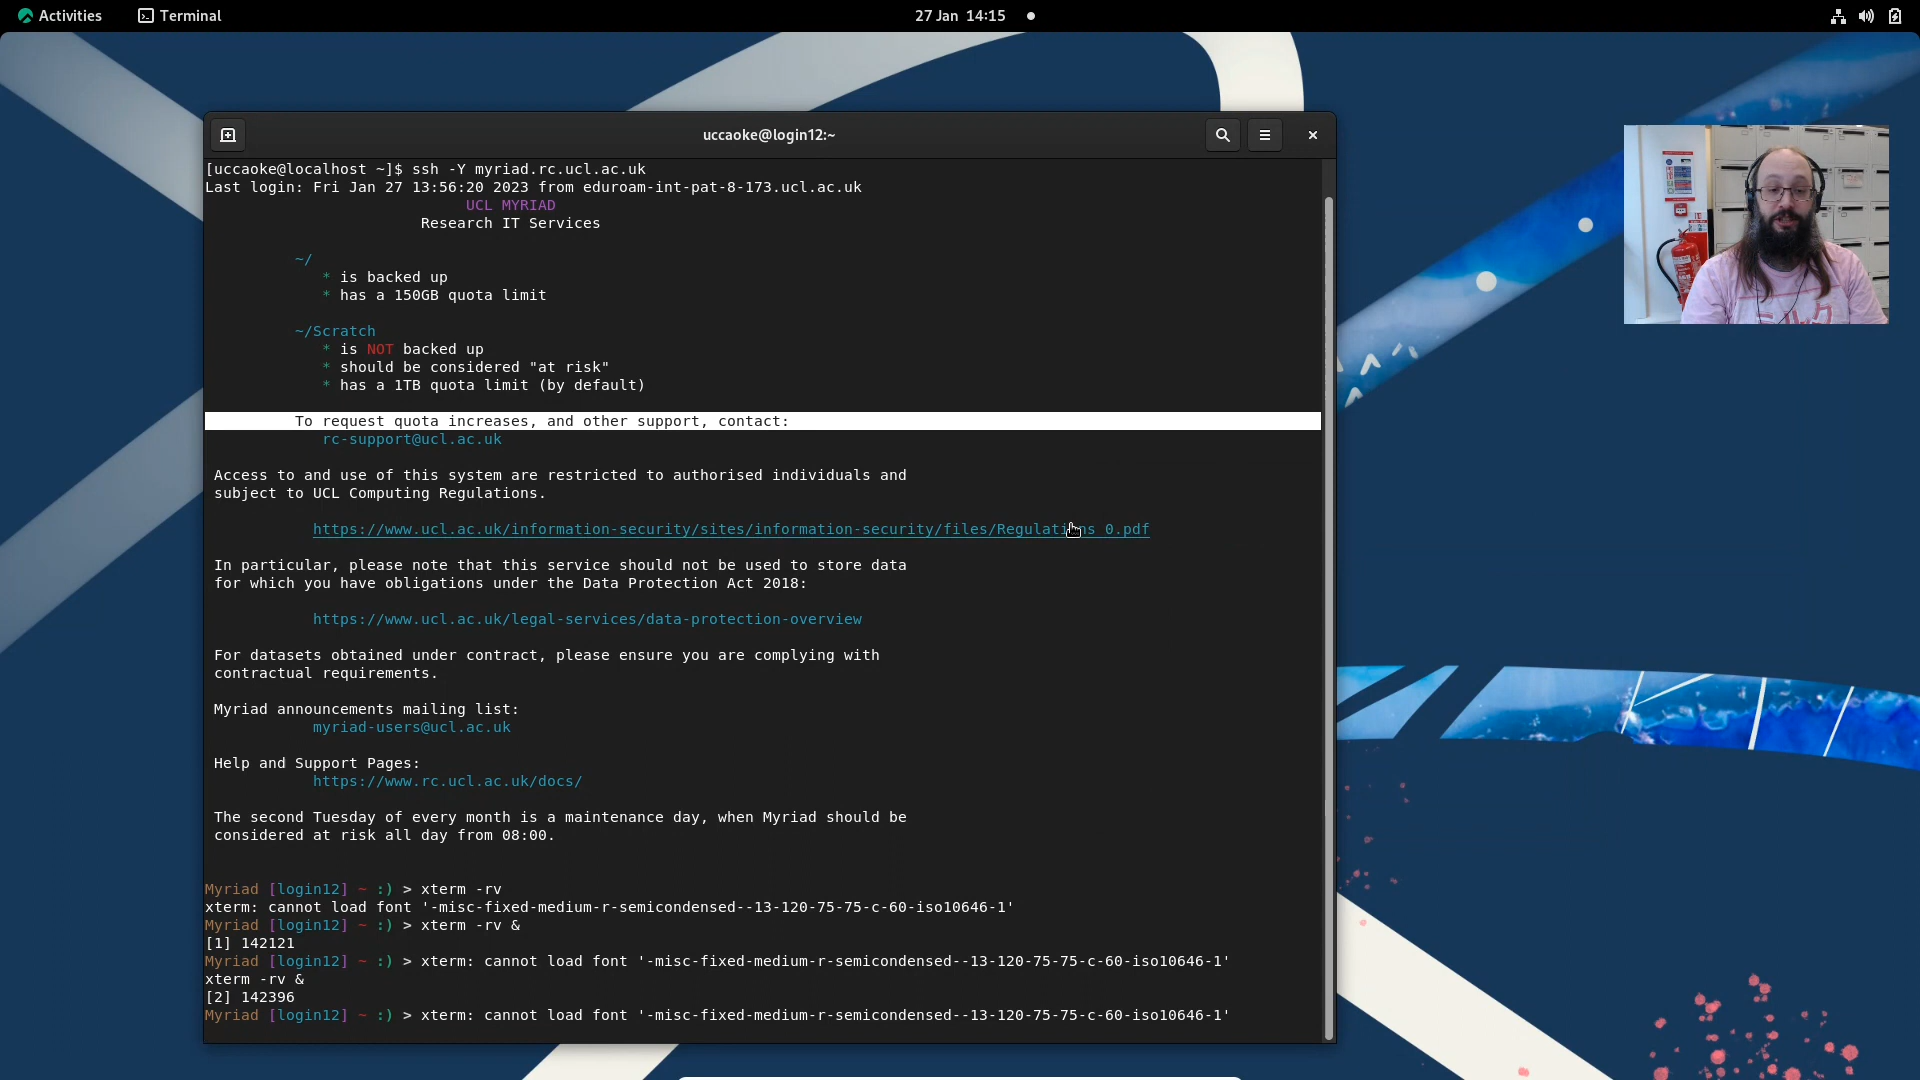 Activities
Terminal
27 Jan 14:15
uccaoke@login12:~
[uccaoke@localhost ~]$ ssh -Y myriad.rc.ucl.ac.uk
Last login: Fri Jan 27 13:56:20 2023 from eduroam-int-pat-8-173.ucl.ac.uk
UCL MYRIAD
Research IT Services
~/
* is backed up
* has a 150GB quota limit
~/Scratch
* is NOT backed up
* should be considered "at risk"
* has a 1TB quota limit (by default)
To request quota increases, and other support, contact:
rc-support@ucl.ac.uk
Access to and use of this system are restricted to authorised individuals and
subject to UCL Computing Regulations.
https://www.ucl.ac.uk/information-security/sites/information-security/files/Regulations_0.pdf
In particular, please note that this service should not be used to store data
for which you have obligations under the Data Protection Act 2018:
https://www.ucl.ac.uk/legal-services/data-protection-overview
For datasets obtained under contract, please ensure you are complying with
contractual requirements.
Myriad announcements mailing list:
myriad-users@ucl.ac.uk
Help and Support Pages:
https://www.rc.ucl.ac.uk/docs/
The second Tuesday of every month is a maintenance day, when Myriad should be
considered at risk all day from 08:00.
Myriad [login12] ~ :) > xterm -rv
xterm: cannot load font '-misc-fixed-medium-r-semicondensed--13-120-75-75-c-60-iso10646-1'
Myriad [login12] ~ :) > xterm -rv &
[1] 142121
Myriad [login12] ~ :) > xterm: cannot load font '-misc-fixed-medium-r-semicondensed--13-120-75-75-c-60-iso10646-1'
xterm -rv &
[2] 142396
Myriad [login12] ~ :) > xterm: cannot load font '-misc-fixed-medium-r-semicondensed--13-120-75-75-c-60-iso10646-1'
ミルク